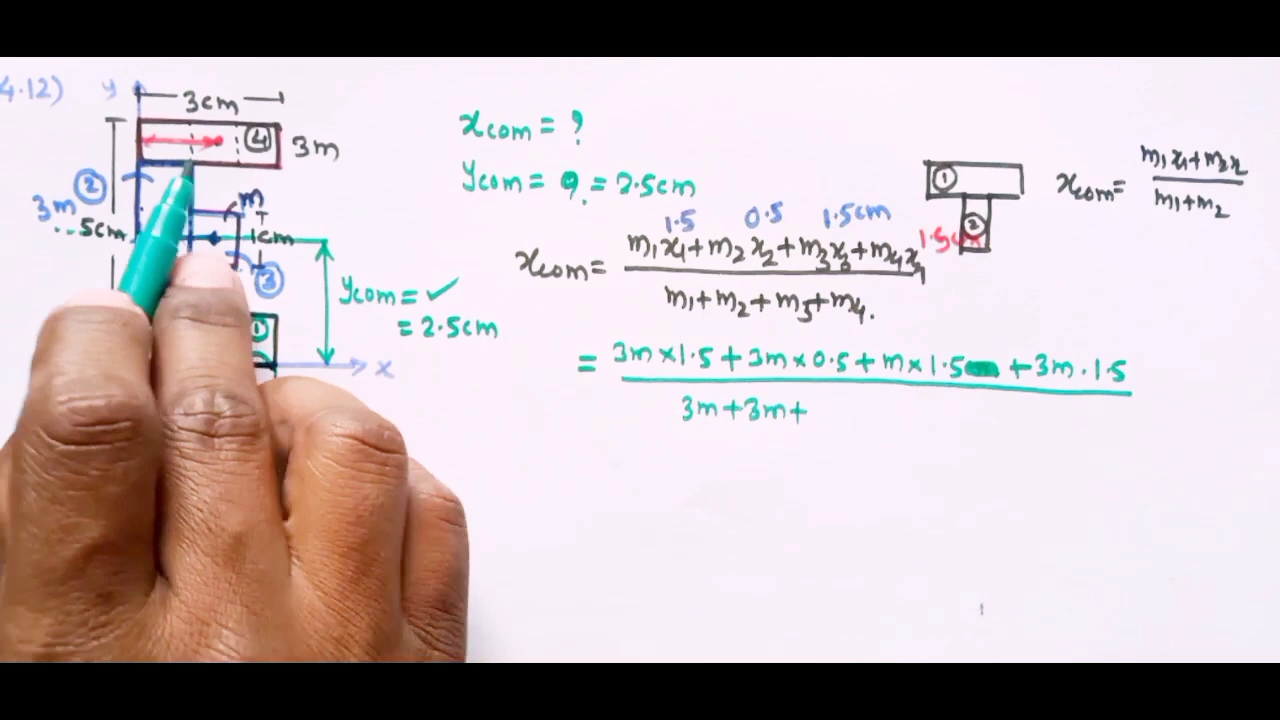 4.12)
y
3cm
4
3m
2
3m
5cm
m
1cm
3
1
x
ycom = ✓
= 2.5cm
xcom = ?
Ycom = ?. = 2.5cm
1.5 0.5 1.5cm 1.5cm
xcom = m₁x₁+m₂x₂+m₃x₃+m₄x₄
m₁+m₂+m₃+m₄.
= 3m×1.5+3m×0.5+m×1.5 +3m.1.5
3m+3m+
1
2
xcom = m₁x₁+m₂x
m₁+m₂